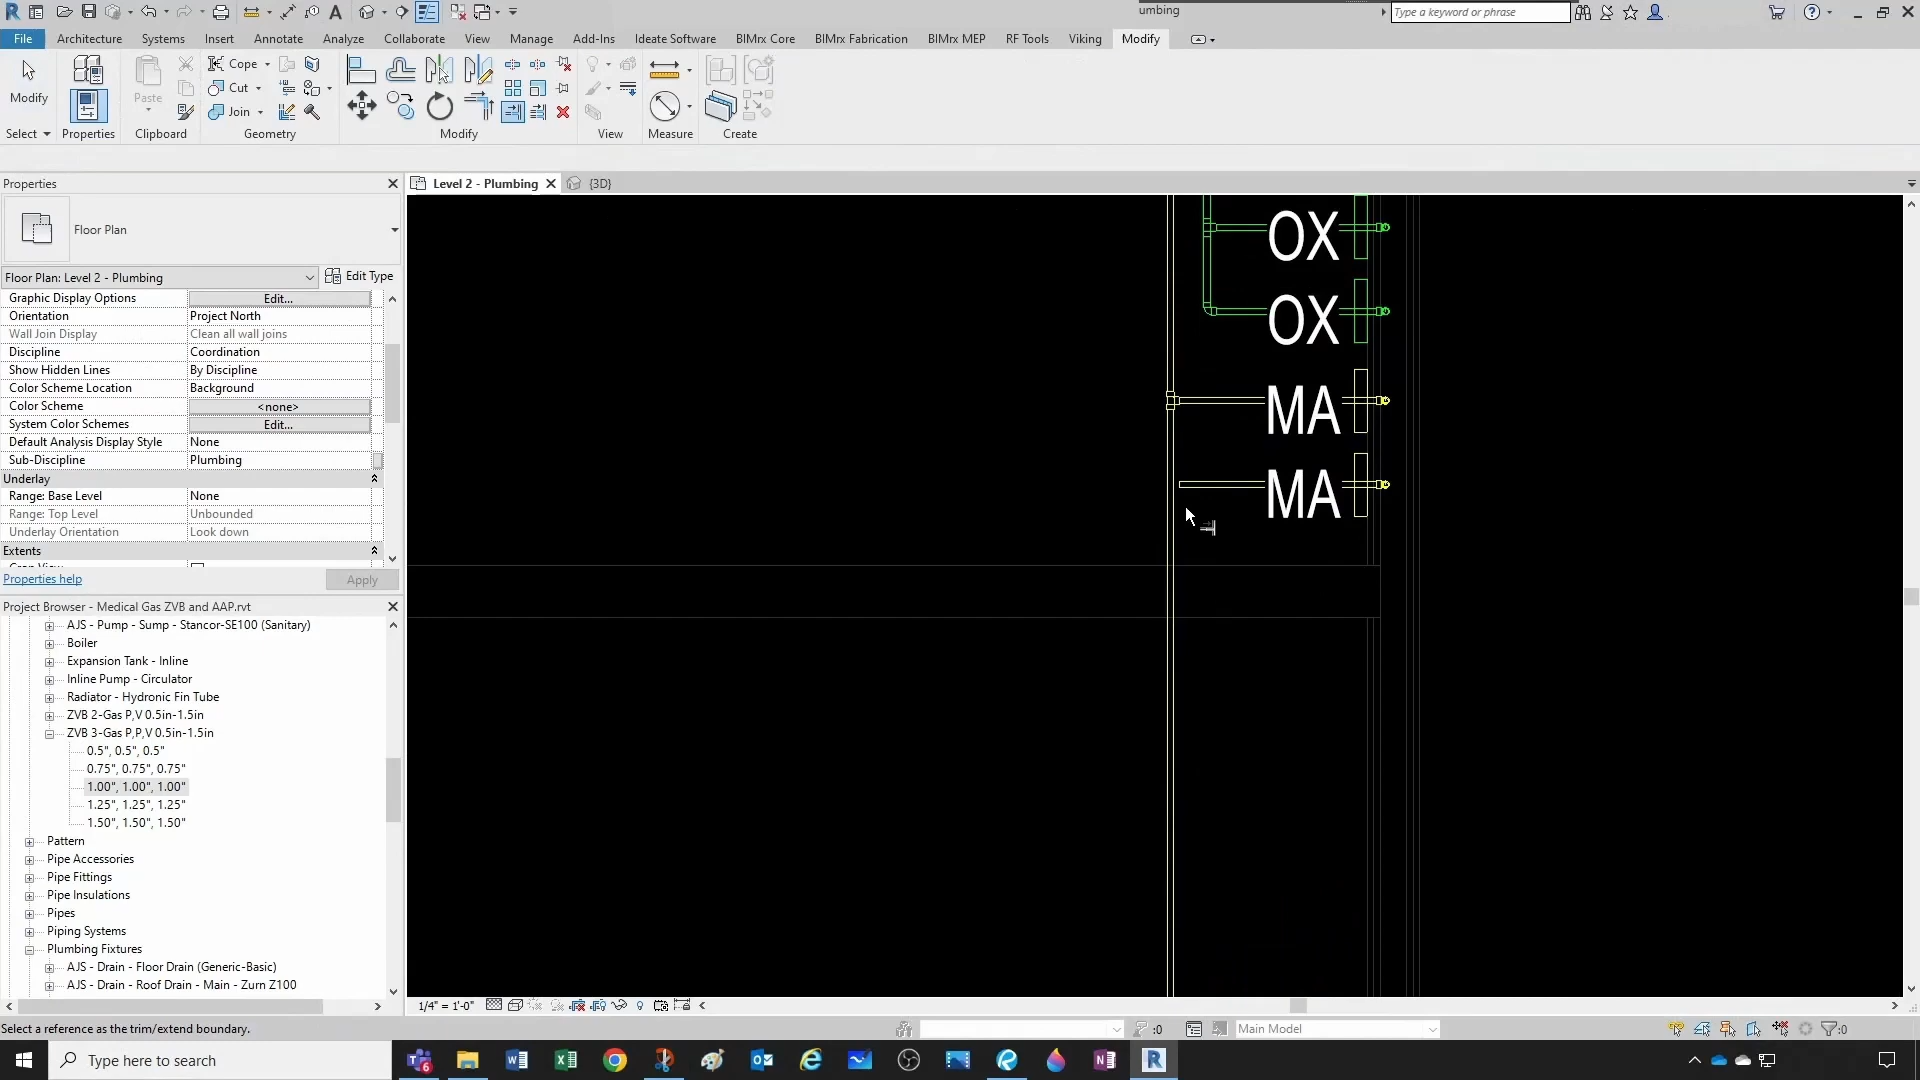 umbing
Type a keyword or phrase
File Architecture Systems Insert Annotate Analyze Collaborate View Manage Add-Ins Ideate Software BIMrx Core BIMrx Fabrication BIMrx MEP RF Tools Viking Modify
Modify
Paste
Cope
Cut
Join
Select Properties Clipboard Geometry Modify View Measure Create
Properties
Level 2 - Plumbing
{3D}
Floor Plan
Floor Plan: Level 2 - Plumbing
Edit Type
Graphic Display Options Edit...
Orientation Project North
Wall Join Display Clean all wall joins
Discipline Coordination
Show Hidden Lines By Discipline
Color Scheme Location Background
Color Scheme <none>
System Color Schemes Edit...
Default Analysis Display Style None
Sub-Discipline Plumbing
Underlay
Range: Base Level None
Range: Top Level Unbounded
Underlay Orientation Look down
Extents
Properties help
Apply
Project Browser - Medical Gas ZVB and AAP.rvt
AJS - Pump - Sump - Stancor-SE100 (Sanitary)
Boiler
Expansion Tank - Inline
Inline Pump - Circulator
Radiator - Hydronic Fin Tube
ZVB 2-Gas P,V 0.5in-1.5in
ZVB 3-Gas P,P,V 0.5in-1.5in
0.5", 0.5", 0.5"
0.75", 0.75", 0.75"
1.00", 1.00", 1.00"
1.25", 1.25", 1.25"
1.50", 1.50", 1.50"
Pattern
Pipe Accessories
Pipe Fittings
Pipe Insulations
Pipes
Piping Systems
Plumbing Fixtures
AJS - Drain - Floor Drain (Generic-Basic)
AJS - Drain - Roof Drain - Main - Zurn Z100
OX
OX
MA
MA
1/4" = 1'-0"
Select a reference as the trim/extend boundary.
:0
Main Model
:0
Type here to search
6